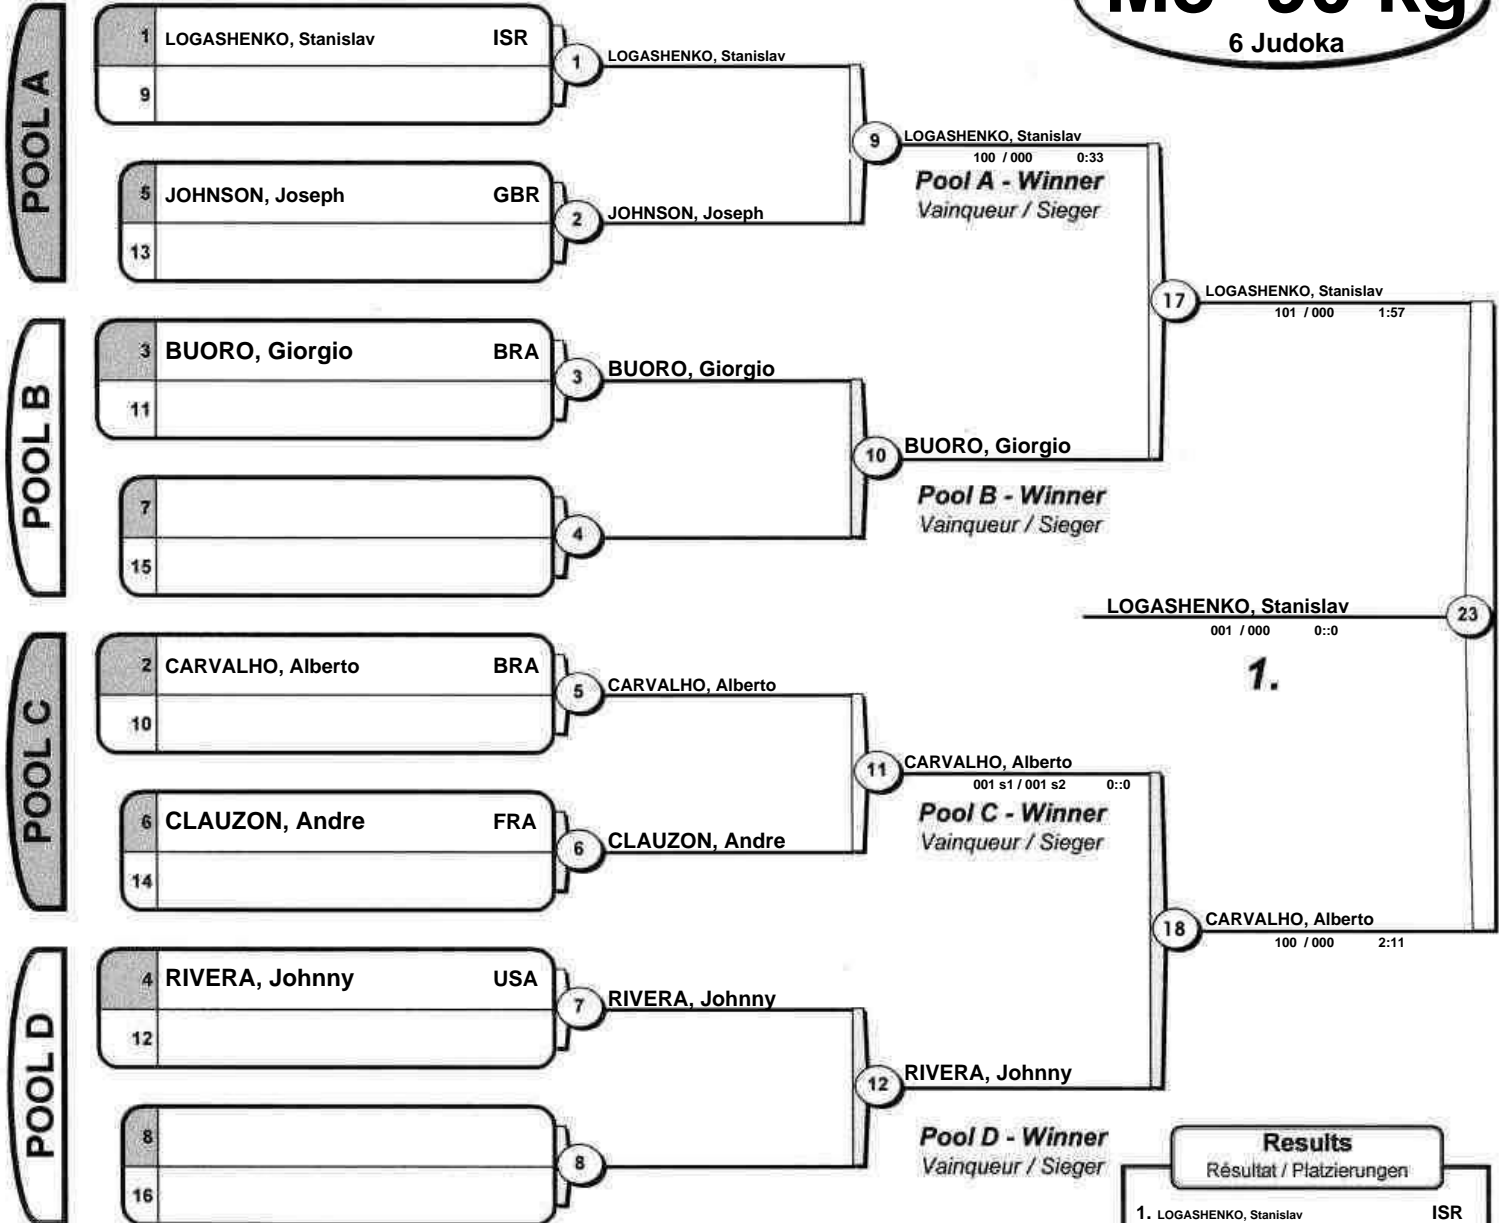 6 Judoka
POOL A
1 LOGASHENKO, Stanislav ISR
9
1
LOGASHENKO, Stanislav
5 JOHNSON, Joseph GBR
13
2
JOHNSON, Joseph
9
LOGASHENKO, Stanislav
100 / 000 0:33
Pool A - Winner
Vainqueur / Sieger
POOL B
3 BUORO, Giorgio BRA
11
3
BUORO, Giorgio
7
15
4
10
BUORO, Giorgio
Pool B - Winner
Vainqueur / Sieger
17
LOGASHENKO, Stanislav
101 / 000 1:57
LOGASHENKO, Stanislav
001 / 000 0::0
23
1.
POOL C
2 CARVALHO, Alberto BRA
10
5
CARVALHO, Alberto
6 CLAUZON, Andre FRA
14
6
CLAUZON, Andre
11
CARVALHO, Alberto
001 s1 / 001 s2 0::0
Pool C - Winner
Vainqueur / Sieger
18
CARVALHO, Alberto
100 / 000 2:11
POOL D
4 RIVERA, Johnny USA
12
7
RIVERA, Johnny
8
16
8
12
RIVERA, Johnny
Pool D - Winner
Vainqueur / Sieger
Results
Résultat / Platzierungen
1. LOGASHENKO, Stanislav ISR